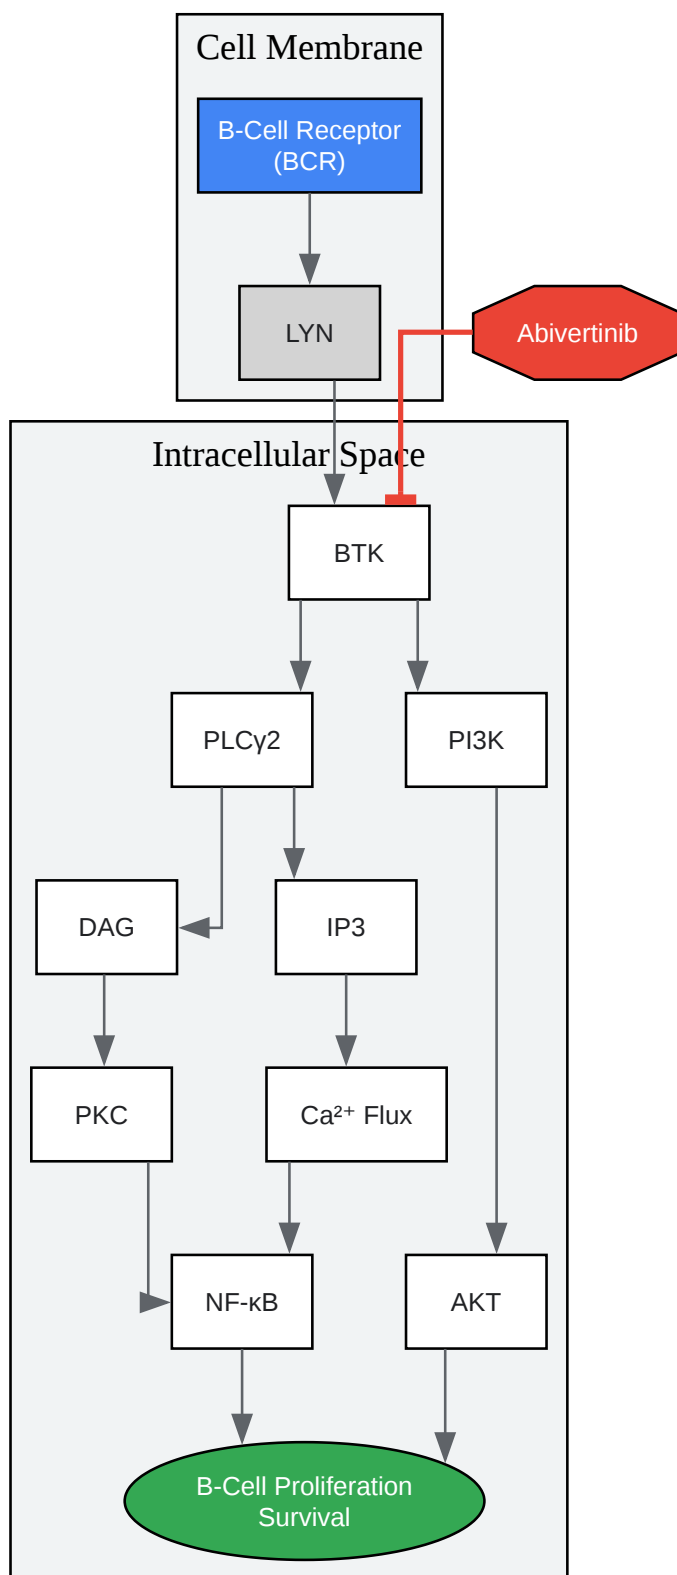 Cell Membrane
B-Cell Receptor
(BCR)
LYN
Abivertinib
Intracellular Space
BTK
PLCγ2
PI3K
DAG
IP3
PKC
Ca²⁺ Flux
NF-κB
AKT
B-Cell Proliferation
Survival